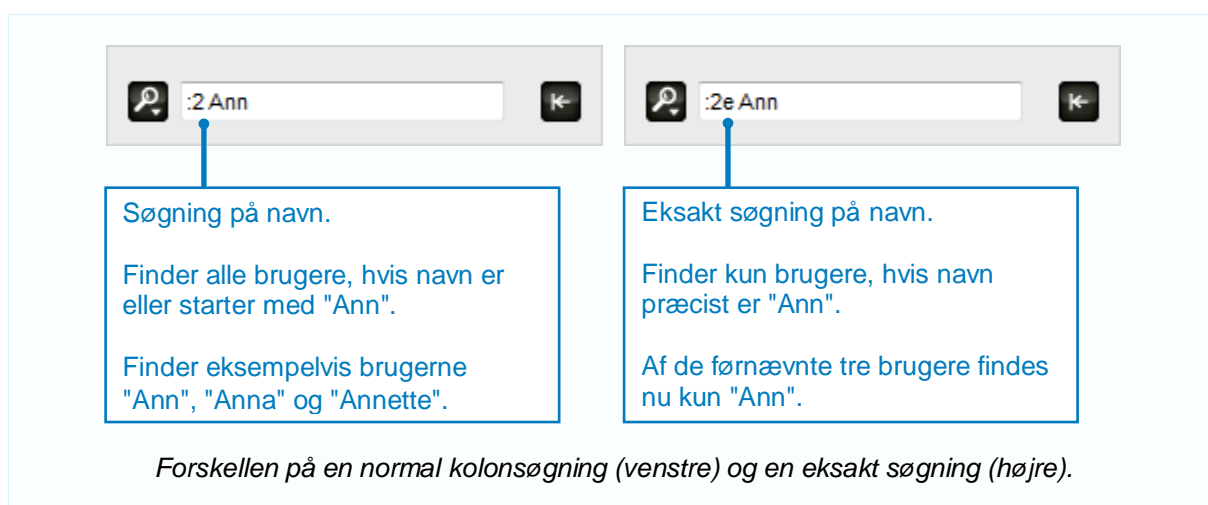 :2 Ann
Søgning på navn.
Finder alle brugere, hvis navn er
eller starter med "Ann".
Finder eksempelvis brugerne
"Ann", "Anna" og "Annette".
:2e Ann
Eksakt søgning på navn.
Finder kun brugere, hvis navn
præcist er "Ann".
Af de førnævnte tre brugere findes
nu kun "Ann".
Forskellen på en normal kolonsøgning (venstre) og en eksakt søgning (højre).